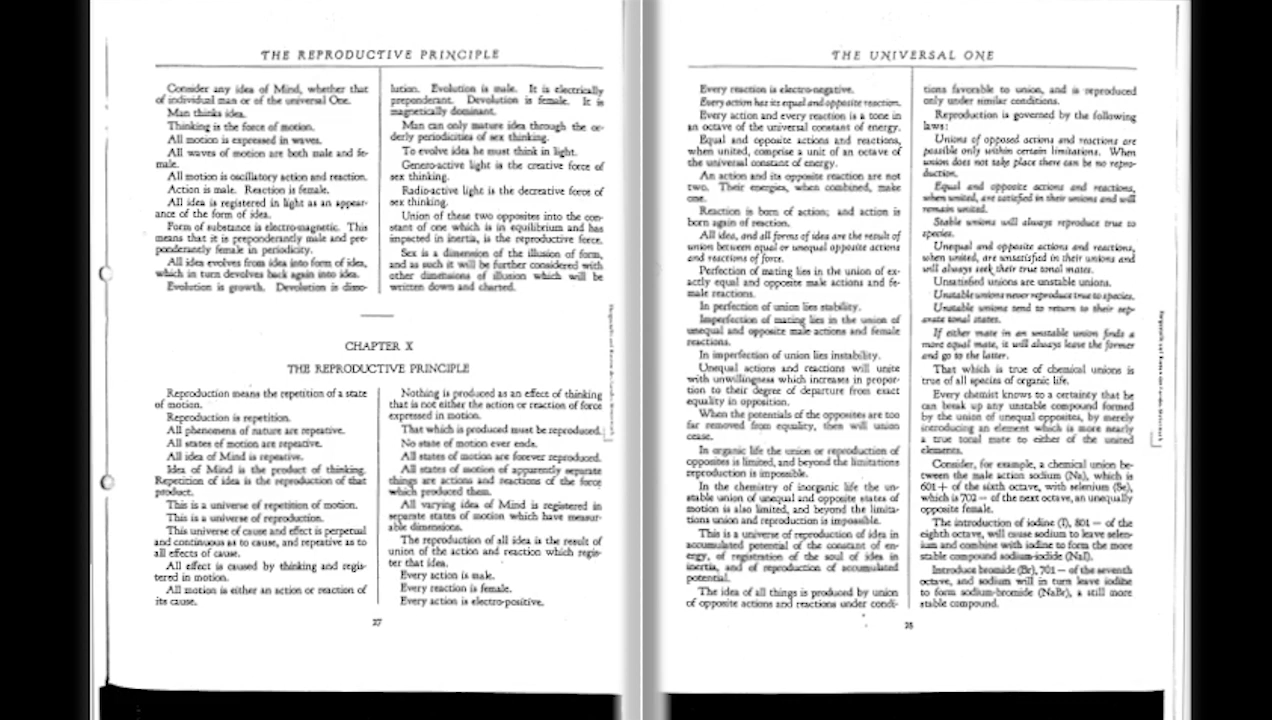 THE REPRODUCTIVE PRINCIPLE
Consider any idea of Mind, whether that
of individual man or of the universal One.
Man thinks idea.
Thinking is the force of motion.
All motion is expressed in waves.
All waves of motion are both male and fe-
male.
All motion is oscillatory action and reaction.
Action is male. Reaction is female.
All idea is registered in light as an appear-
ance of the form of idea.
Form of substance is electro-magnetic. This
means that it is preponderantly male and pre-
ponderantly female in periodicity.
All idea evolves from idea into form of idea,
which in turn devolves back again into idea.
Evolution is growth. Devolution is disso-
lution. Evolution is male. It is electrically
preponderant. Devolution is female. It is
magnetically dominant.
Man can only mature idea through the or-
derly periodicities of sex thinking.
To evolve idea he must think in light.
Genero-active light is the creative force of
sex thinking.
Radio-active light is the decreative force of
sex thinking.
Union of these two opposites into the con-
stant of one which is in equilibrium and has
impacted in inertia, is the reproductive force.
Sex is a dimension of the illusion of form,
and as such it will be further considered with
other dimensions of illusion which will be
written down and charted.
CHAPTER X
THE REPRODUCTIVE PRINCIPLE
Reproduction means the repetition of a state
of motion.
Reproduction is repetition.
All phenomena of nature are repeative.
All states of motion are repeative.
All idea of Mind is repeative.
Idea of Mind is the product of thinking.
Repetition of idea is the reproduction of that
product.
This is a universe of repetition of motion.
This is a universe of reproduction.
This universe of cause and effect is perpetual
and continuous as to cause, and repeative as to
all effects of cause.
All effect is caused by thinking and regis-
tered in motion.
All motion is either an action or reaction of
its cause.
Nothing is produced as an effect of thinking
that is not either the action or reaction of force
expressed in motion.
That which is produced must be reproduced.
No state of motion ever ends.
All states of motion are forever reproduced.
All states of motion of apparently separate
things are actions and reactions of the force
which produced them.
All varying idea of Mind is registered in
separate states of motion which have measur-
able dimensions.
The reproduction of all idea is the result of
union of the action and reaction which regis-
ter that idea.
Every action is male.
Every reaction is female.
Every action is electro-positive.
27
THE UNIVERSAL ONE
Every reaction is electro-negative.
Every action has its equal and opposite reaction.
Every action and every reaction is a tone in
an octave of the universal constant of energy.
Equal and opposite actions and reactions,
when united, comprise a unit of an octave of
the universal constant of energy.
An action and its opposite reaction are not
two. Their energies, when combined, make
one.
Reaction is born of action; and action is
born again of reaction.
All idea, and all forms of idea are the result of
union between equal or unequal opposite actions
and reactions of force.
Perfection of mating lies in the union of ex-
actly equal and opposite male actions and fe-
male reactions.
In perfection of union lies stability.
Imperfection of mating lies in the union of
unequal and opposite male actions and female
reactions.
In imperfection of union lies instability.
Unequal actions and reactions will unite
with unwillingness which increases in propor-
tion to their degree of departure from exact
equality in opposition.
When the potentials of the opposites are too
far removed from equality, then will union
cease.
In organic life the union or reproduction of
opposites is limited, and beyond the limitations
reproduction is impossible.
In the chemistry of inorganic life the un-
stable union of unequal and opposite states of
motion is also limited, and beyond the limita-
tions union and reproduction is impossible.
This is a universe of reproduction of idea in
accumulated potential of the constant of en-
ergy, of registration of the soul of idea in
inertia, and of reproduction of accumulated
potential.
The idea of all things is produced by union
of opposite actions and reactions under condi-
tions favorable to union, and is reproduced
only under similar conditions.
Reproduction is governed by the following
laws:
Unions of opposed actions and reactions are
possible only within certain limitations. When
union does not take place there can be no repro-
duction.
Equal and opposite actions and reactions,
when united, are satisfied in their unions and will
remain united.
Stable unions will always reproduce true to
species.
Unequal and opposite actions and reactions,
when united, are unsatisfied in their unions and
will always seek their true tonal mates.
Unsatisfied unions are unstable unions.
Unstable unions never reproduce true to species.
Unstable unions tend to return to their sep-
arate tonal states.
If either mate in an unstable union finds a
more equal mate, it will always leave the former
and go to the latter.
That which is true of chemical unions is
true of all species of organic life.
Every chemist knows to a certainty that he
can break up any unstable compound formed
by the union of unequal opposites, by merely
introducing an element which is more nearly
a true tonal mate to either of the united
elements.
Consider, for example, a chemical union be-
tween the male action sodium (Na), which is
601+ of the sixth octave, with selenium (Se),
which is 702— of the next octave, an unequally
opposite female.
The introduction of iodine (I), 801— of the
eighth octave, will cause sodium to leave selen-
ium and combine with iodine to form the more
stable compound sodium-iodide (NaI).
Introduce bromide (Br), 701— of the seventh
octave, and sodium will in turn leave iodine
to form sodium-bromide (NaBr), a still more
stable compound.
28